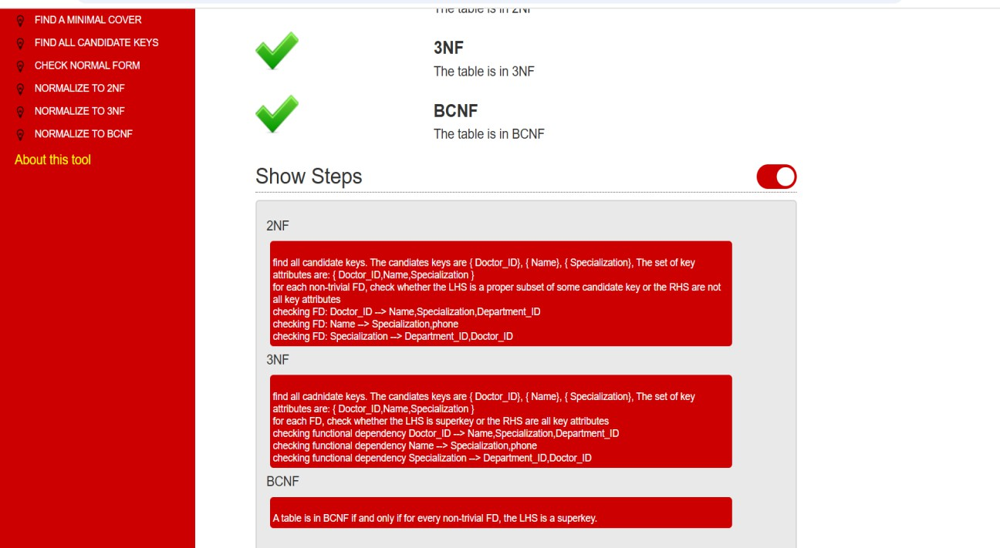 FIND A MINIMAL COVER
FIND ALL CANDIDATE KEYS
CHECK NORMAL FORM
NORMALIZE TO 2NF
NORMALIZE TO 3NF
NORMALIZE TO BCNF
About this tool
The table is in 2NF
3NF
The table is in 3NF
BCNF
The table is in BCNF
Show Steps
2NF
find all candidate keys. The candiates keys are { Doctor_ID}, { Name}, { Specialization}, The set of key
attributes are: { Doctor_ID,Name,Specialization }
for each non-trivial FD, check whether the LHS is a proper subset of some candidate key or the RHS are not
all key attributes
checking FD: Doctor_ID --> Name,Specialization,Department_ID
checking FD: Name --> Specialization,phone
checking FD: Specialization --> Department_ID,Doctor_ID
3NF
find all cadnidate keys. The candiates keys are { Doctor_ID}, { Name}, { Specialization}, The set of key
attributes are: { Doctor_ID,Name,Specialization }
for each FD, check whether the LHS is superkey or the RHS are all key attributes
checking functional dependency Doctor_ID --> Name,Specialization,Department_ID
checking functional dependency Name --> Specialization,phone
checking functional dependency Specialization --> Department_ID,Doctor_ID
BCNF
A table is in BCNF if and only if for every non-trivial FD, the LHS is a superkey.